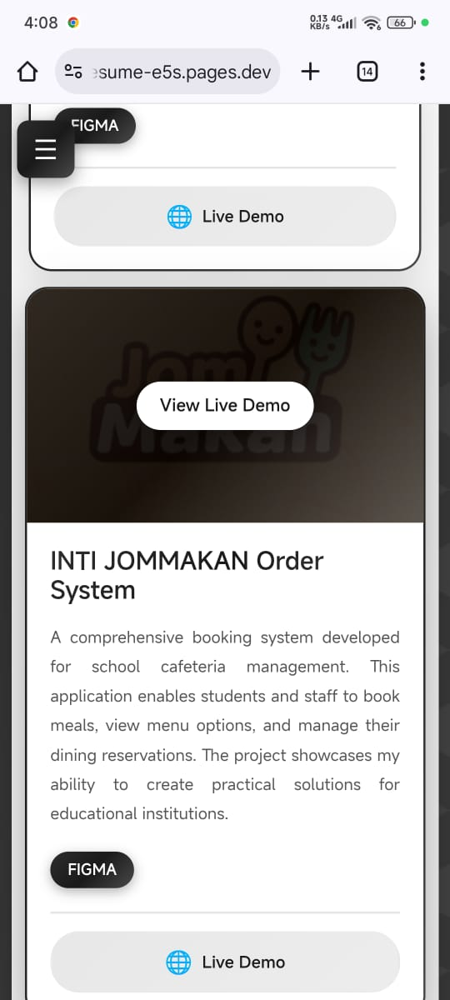 4:08
0.13 KB/s 4G 6 66
esume-e5s.pages.dev
14
FIGMA
Live Demo
Jom
Makan
View Live Demo
INTI JOMMAKAN Order
System
A comprehensive booking system developed
for school cafeteria management. This
application enables students and staff to book
meals, view menu options, and manage their
dining reservations. The project showcases my
ability to create practical solutions for
educational institutions.
FIGMA
Live Demo